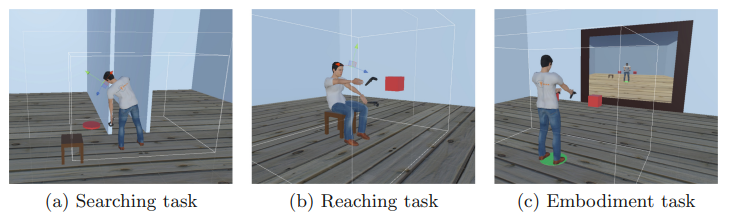 (a) Searching task
(b) Reaching task
(c) Embodiment task